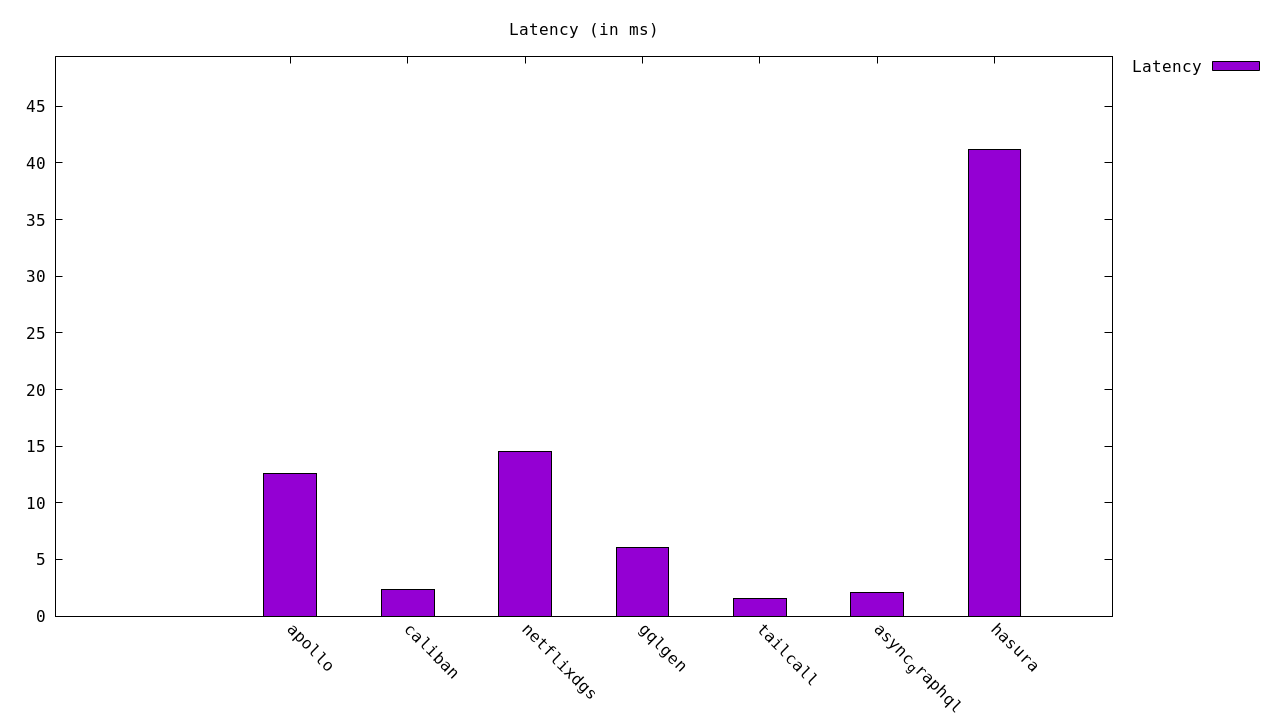 Latency (in ms)
Latency
45
40
35
30
25
20
15
10
5
0
apollo
caliban
netflixdgs
gqlgen
tailcall
asyncgraphql
hasura